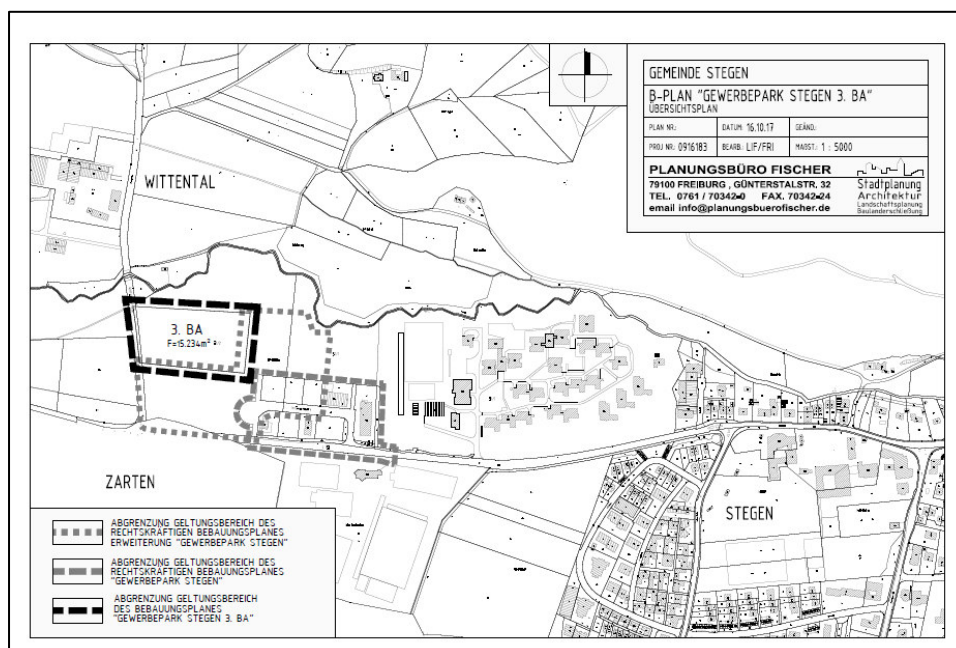 GEMEINDE STEGEN
B-PLAN "GEWERBEPARK STEGEN 3. BA"
ÜBERSICHTSPLAN
PLAN NR.:
DATUM: 16.10.17
GEÄND.:
PROJ NR.: 0916183
BEARB.: LIF/FRI
MAßST.: 1 : 5000
PLANUNGSBÜRO FISCHER
79100 FREIBURG , GÜNTERSTALSTR. 32
TEL. 0761 / 70342-0 FAX. 70342-24
email info@planungsbuerofischer.de
Stadtplanung
Architektur
Landschaftsplanung
Baulanderschließung
WITTENTAL
3. BA
F=15.234m²
ZARTEN
STEGEN
ABGRENZUNG GELTUNGSBEREICH DES
RECHTSKRÄFTIGEN BEBAUUNGSPLANES
ERWEITERUNG "GEWERBEPARK STEGEN"
ABGRENZUNG GELTUNGSBEREICH DES
RECHTSKRÄFTIGEN BEBAUUNGSPLANES
"GEWERBEPARK STEGEN"
ABGRENZUNG GELTUNGSBEREICH
DES BEBAUUNGSPLANES
"GEWERBEPARK STEGEN 3. BA"